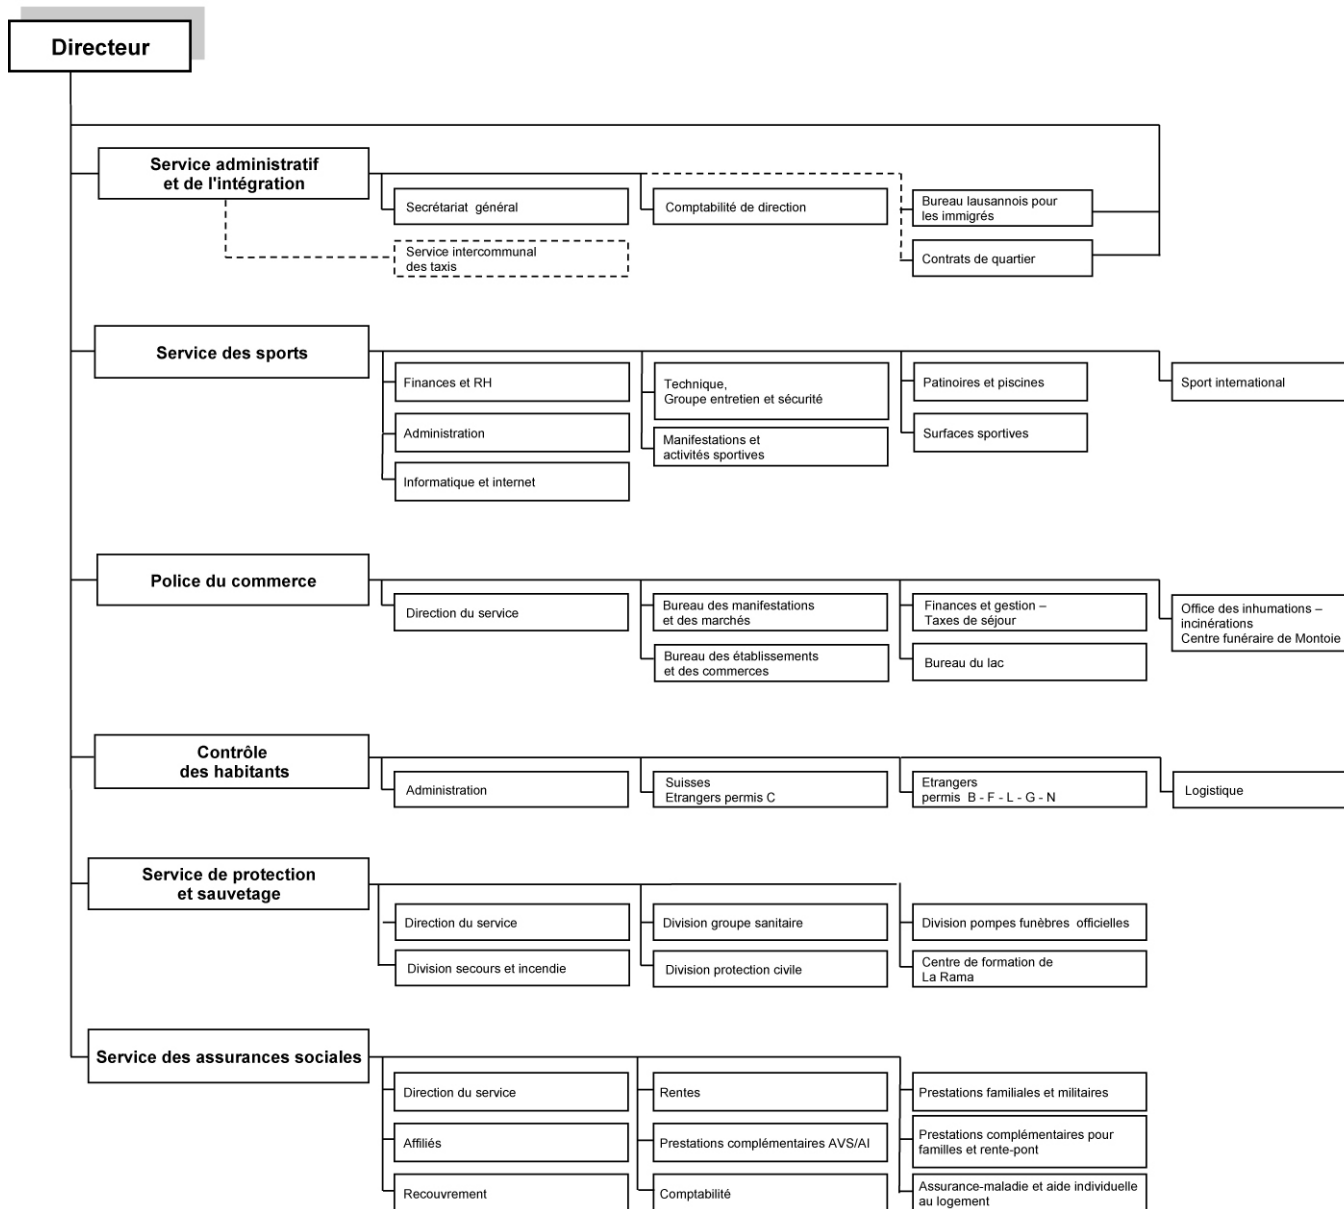 Directeur
Service administratif
et de l'intégration
Secrétariat général
Comptabilité de direction
Bureau lausannois pour
les immigrés
Service intercommunal
des taxis
Contrats de quartier
Service des sports
Finances et RH
Technique,
Groupe entretien et sécurité
Patinoires et piscines
Sport international
Administration
Manifestations et
activités sportives
Surfaces sportives
Informatique et internet
Police du commerce
Direction du service
Bureau des manifestations
et des marchés
Finances et gestion –
Taxes de séjour
Office des inhumations –
incinérations
Centre funéraire de Montoie
Bureau des établissements
et des commerces
Bureau du lac
Contrôle
des habitants
Administration
Suisses
Etrangers permis C
Etrangers
permis B - F - L - G - N
Logistique
Service de protection
et sauvetage
Direction du service
Division groupe sanitaire
Division pompes funèbres officielles
Division secours et incendie
Division protection civile
Centre de formation de
La Rama
Service des assurances sociales
Direction du service
Rentes
Prestations familiales et militaires
Affiliés
Prestations complémentaires AVS/AI
Prestations complémentaires pour
familles et rente-pont
Recouvrement
Comptabilité
Assurance-maladie et aide individuelle
au logement